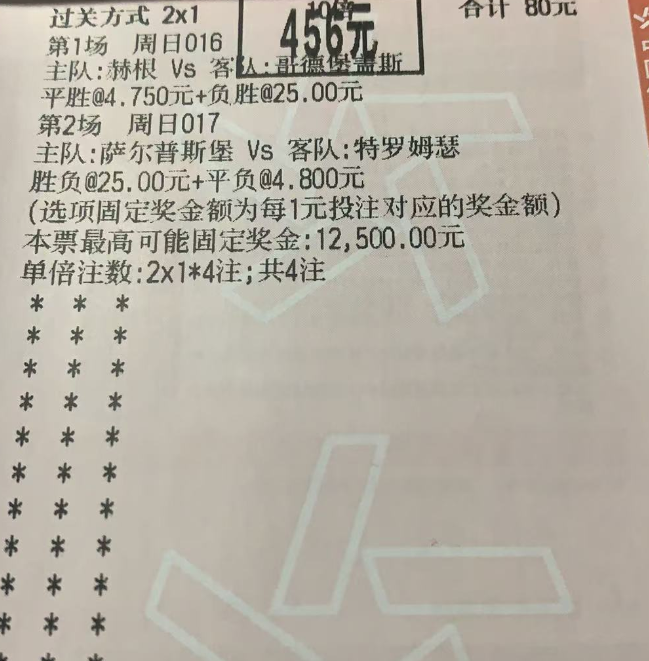 过关方式 2x1 10倍 合计 80元
456元
第1场 周日016
主队:赫根 Vs 客队:哥德堡盖斯
平胜@4.750元+负胜@25.00元
第2场 周日017
主队:萨尔普斯堡 Vs 客队:特罗姆瑟
胜负@25.00元+平负@4.800元
(选项固定奖金额为每1元投注对应的奖金额)
本票最高可能固定奖金:12,500.00元
单倍注数:2x1*4注;共4注
* * *
* * *
* * *
* * *
* * *
* * *
* * *
* * *
* * *
* * *
* * *